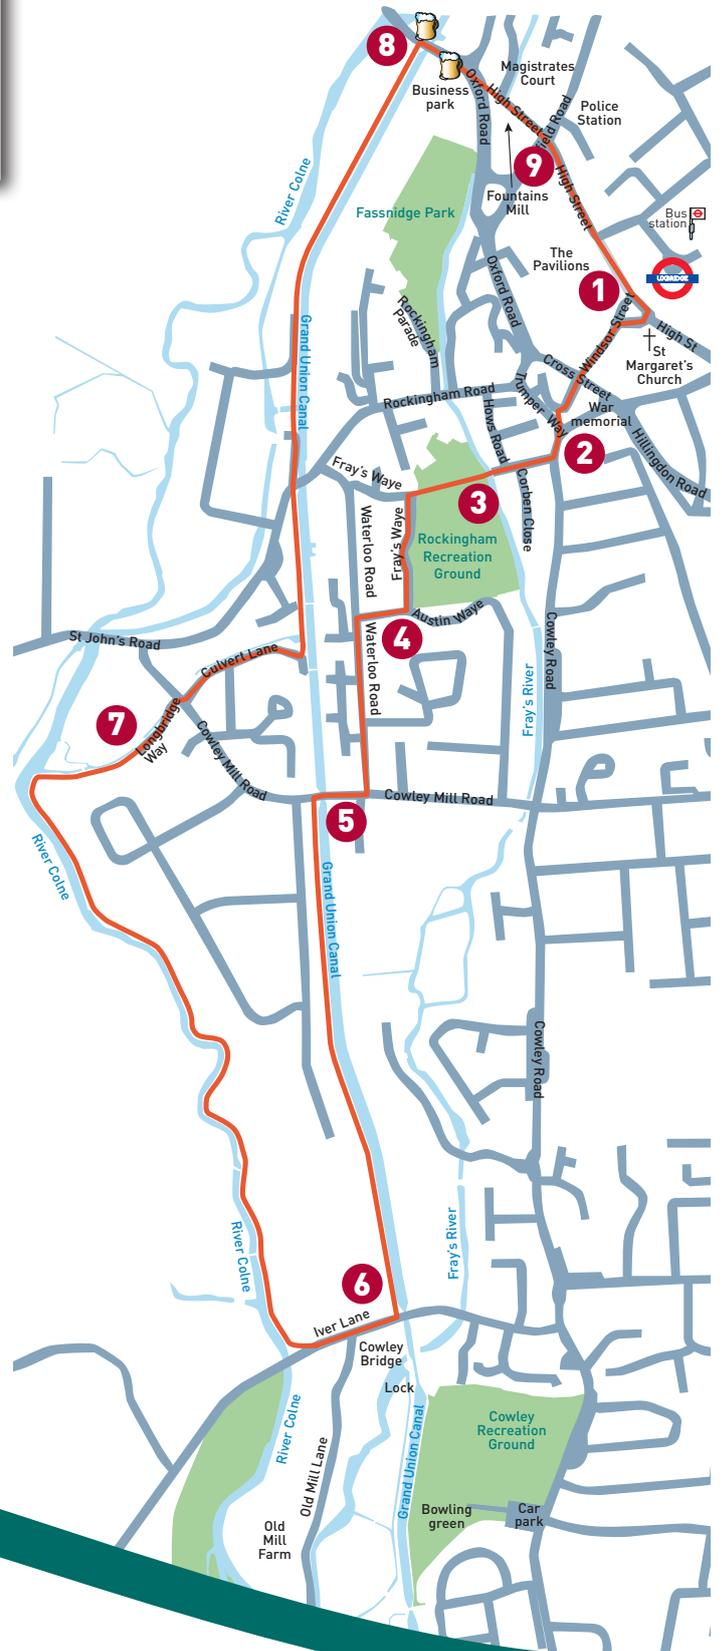 8
Business
park
Oxford Road
High Street
Magistrates
Court
Police
Station
field Road
9
High Street
Fountains
Mill
River Colne
Fassnidge Park
Bus
station
The
Pavilions
UXBRIDGE
1
Oxford Road
Windsor Street
High St
St
Margaret's
Church
Rockingham
Parade
Grand Union Canal
Cross Street
Rockingham Road
Trumper Way
War
memorial
Hows Road
2
Hillingdon Road
Fray's Waye
3
Corben Close
Waterloo Road
Fray's Waye
Rockingham
Recreation
Ground
Austin Waye
4
St John's Road
Culvert Lane
Waterloo Road
Cowley Road
Fray's River
7
Longbridge
Way
Cowley Mill Road
Cowley Mill Road
5
River Colne
Grand Union Canal
Cowley Road
River Colne
Fray's River
6
Iver Lane
Cowley
Bridge
Lock
River Colne
Old Mill Lane
Grand Union Canal
Cowley
Recreation
Ground
Bowling
green
Car
park
Old
Mill
Farm